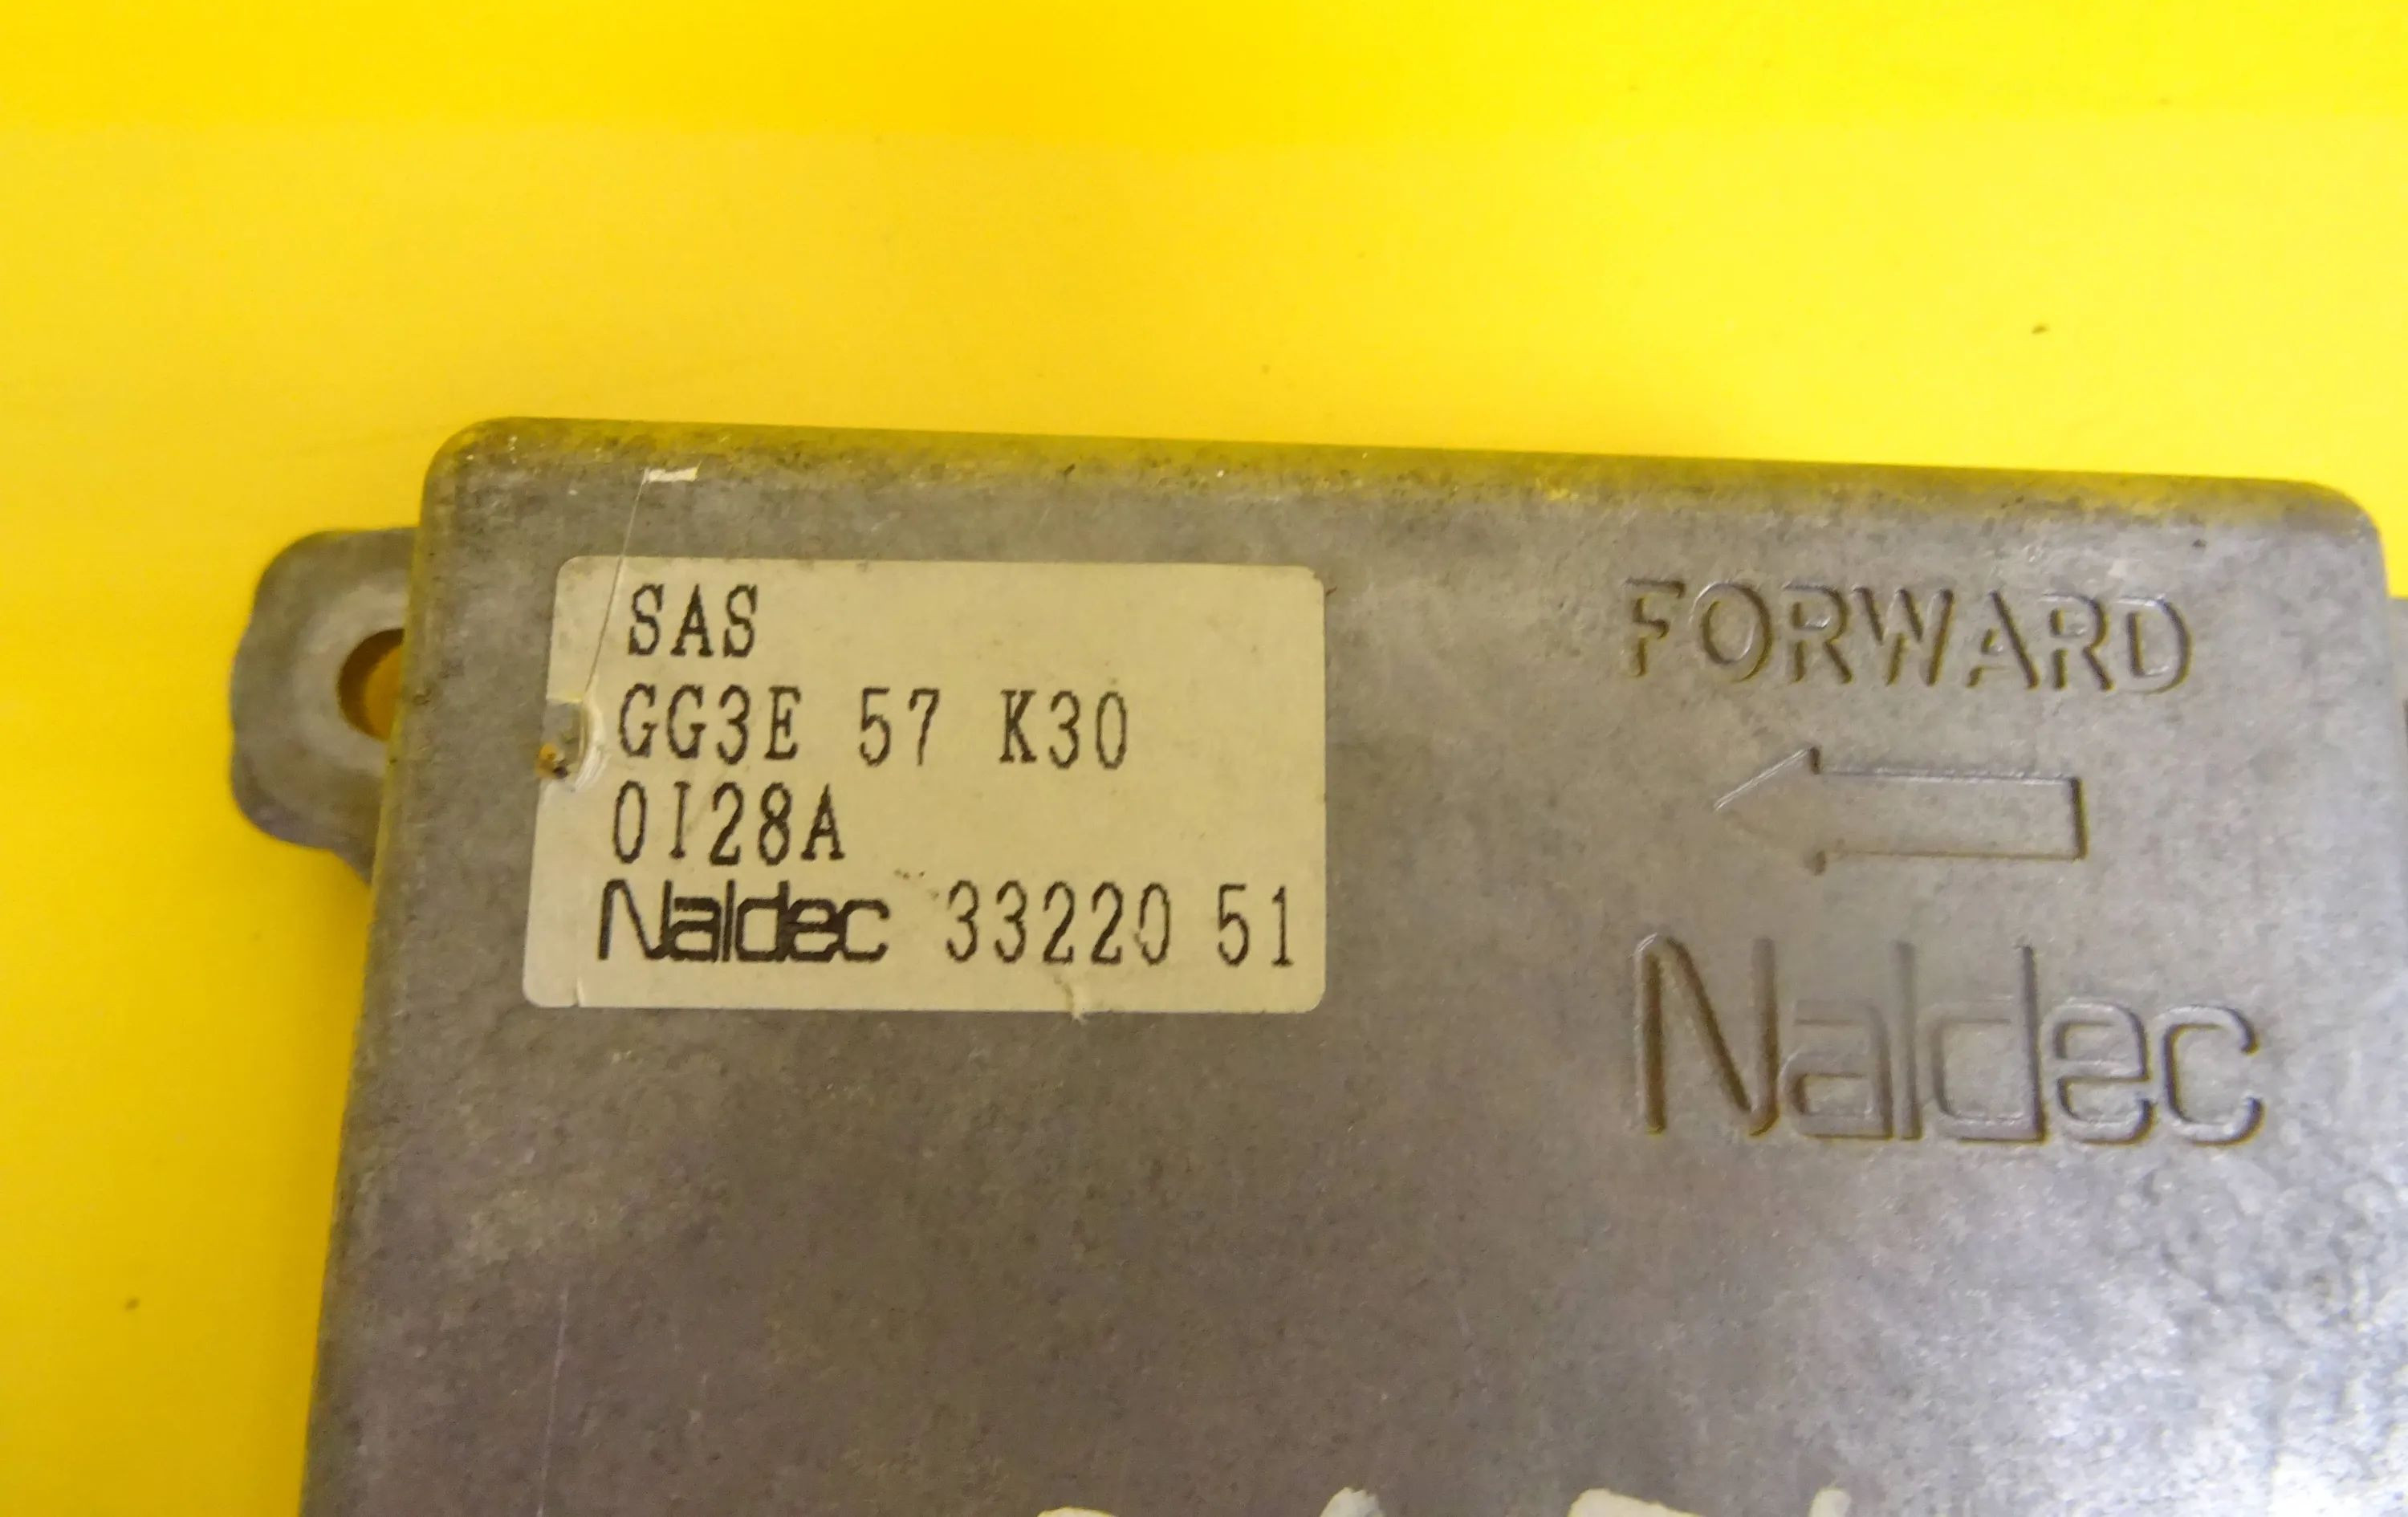 SAS
GG3E 57 K30
0I28A
Naldec 33220 51
FORWARD
Naldec